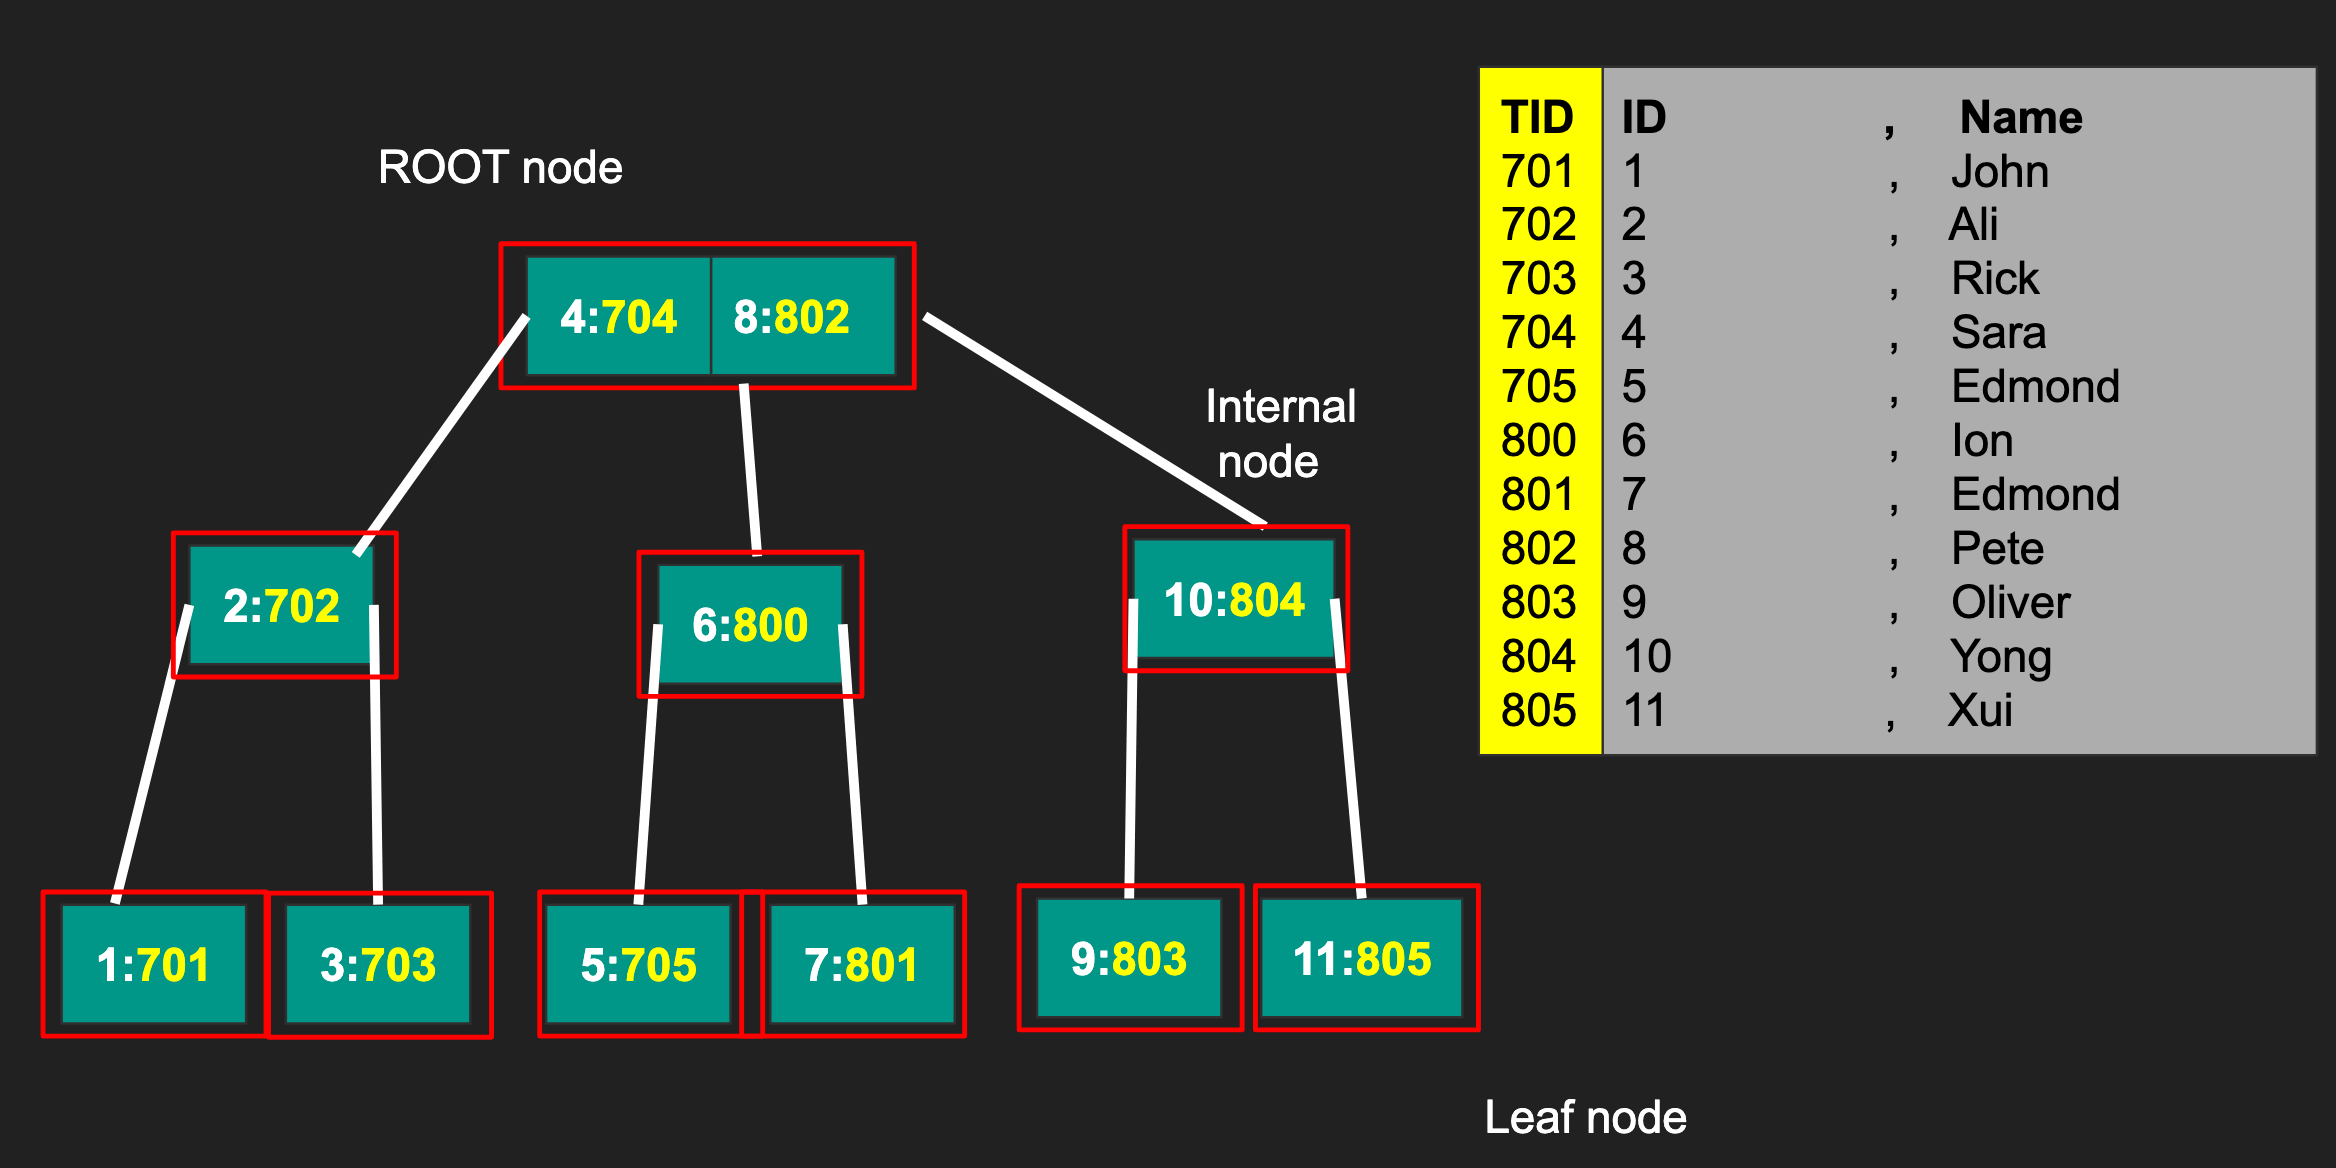 ROOT node
4:704 8:802
Internal
node
2:702
6:800
10:804
1:701
3:703
5:705
7:801
9:803
11:805
Leaf node
TID ID , Name
701 1 , John
702 2 , Ali
703 3 , Rick
704 4 , Sara
705 5 , Edmond
800 6 , Ion
801 7 , Edmond
802 8 , Pete
803 9 , Oliver
804 10 , Yong
805 11 , Xui